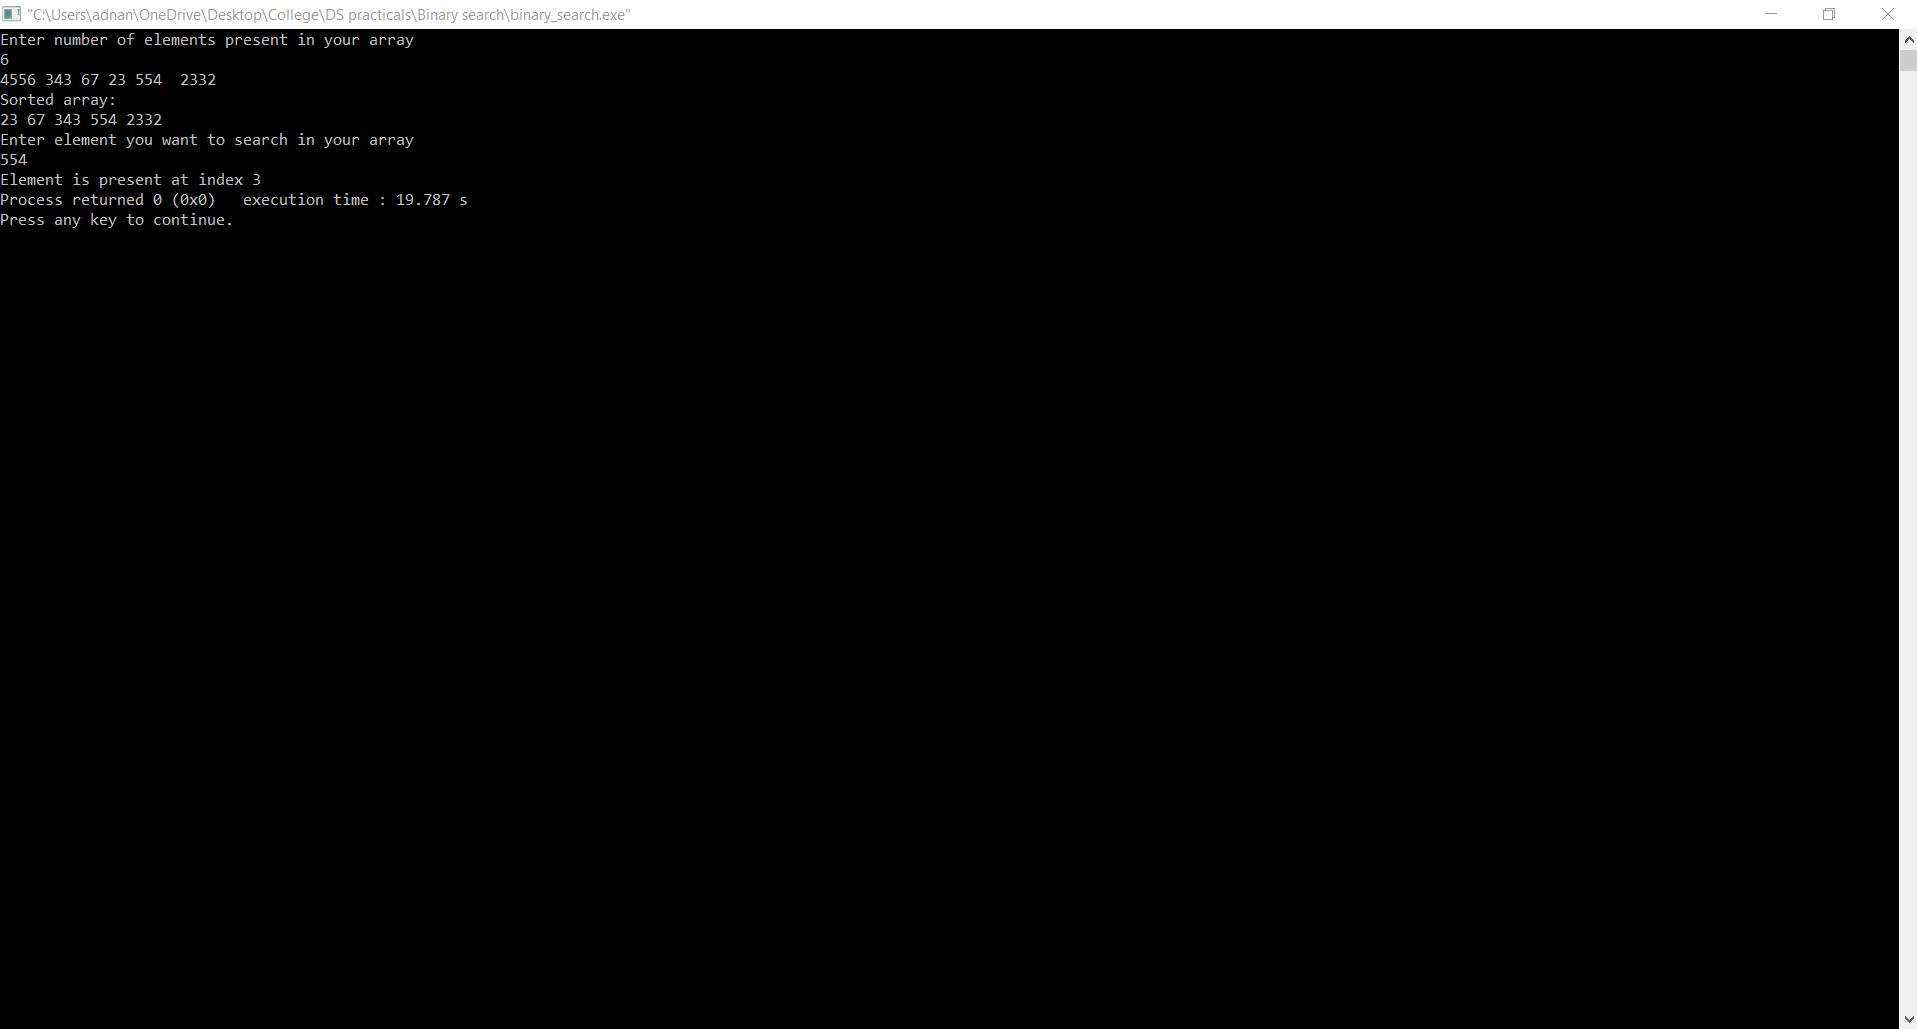 "C:\Users\adnan\OneDrive\Desktop\College\DS practicals\Binary search\binary_search.exe"
Enter number of elements present in your array
6
4556 343 67 23 554  2332
Sorted array:
23 67 343 554 2332
Enter element you want to search in your array
554
Element is present at index 3
Process returned 0 (0x0)   execution time : 19.787 s
Press any key to continue.